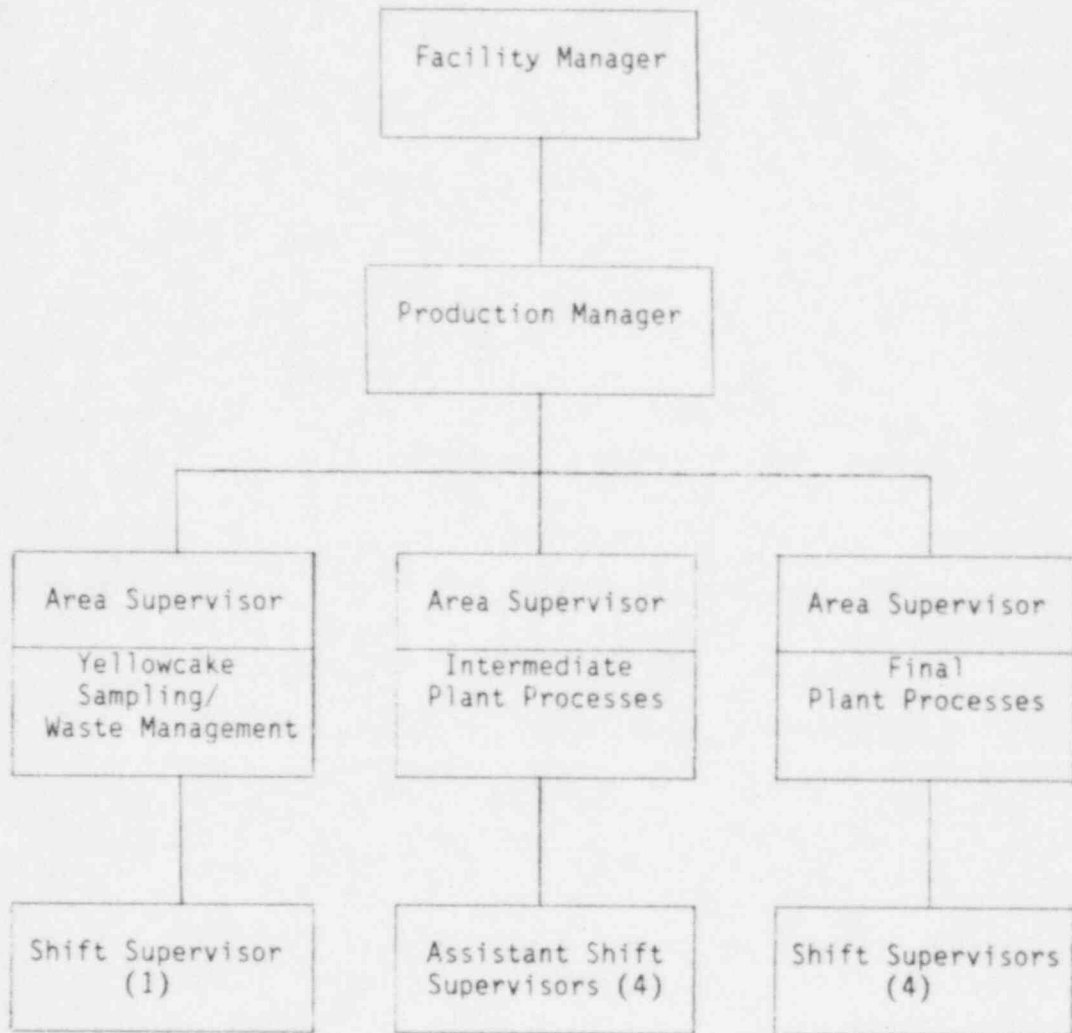 Facility Manager
Production Manager
Area Supervisor
Yellowcake
Sampling/
Waste Management
Area Supervisor
Intermediate
Plant Processes
Area Supervisor
Final
Plant Processes
Shift Supervisor
(1)
Assistant Shift
Supervisors (4)
Shift Supervisors
(4)